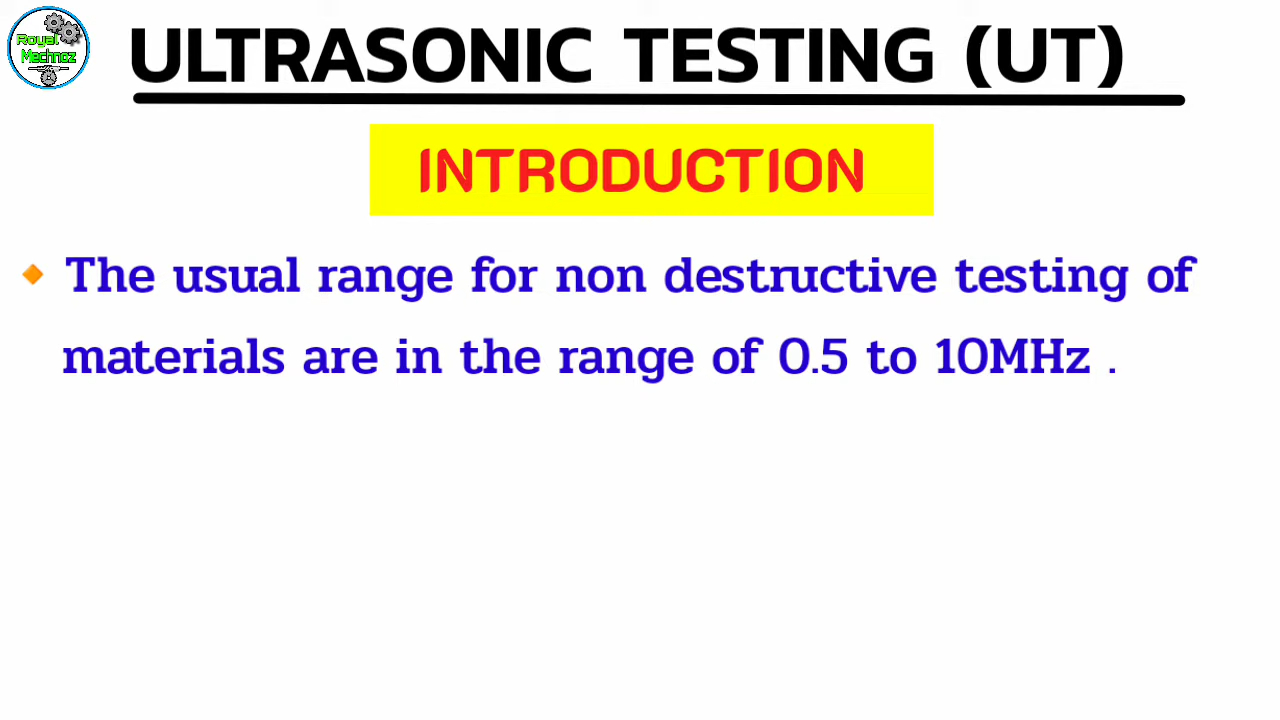 Royal
Mechnoz
ULTRASONIC TESTING (UT)
INTRODUCTION
The usual range for non destructive testing of
materials are in the range of 0.5 to 10MHz .